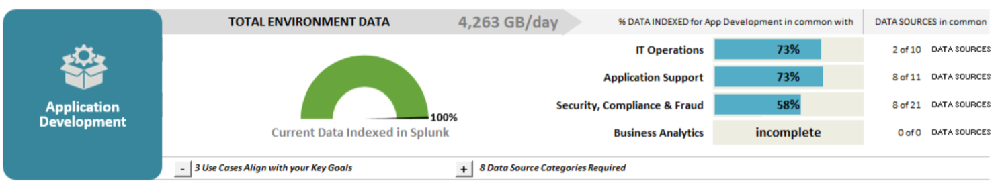 TOTAL ENVIRONMENT DATA 4,263 GB/day % DATA INDEXED for App Development in common with DATA SOURCES in common
Application
Development
100%
Current Data Indexed in Splunk
IT Operations 73% 2 of 10 DATA SOURCES
Application Support 73% 8 of 11 DATA SOURCES
Security, Compliance & Fraud 58% 8 of 21 DATA SOURCES
Business Analytics incomplete 0 of 0 DATA SOURCES
- 3 Use Cases Align with your Key Goals + 8 Data Source Categories Required